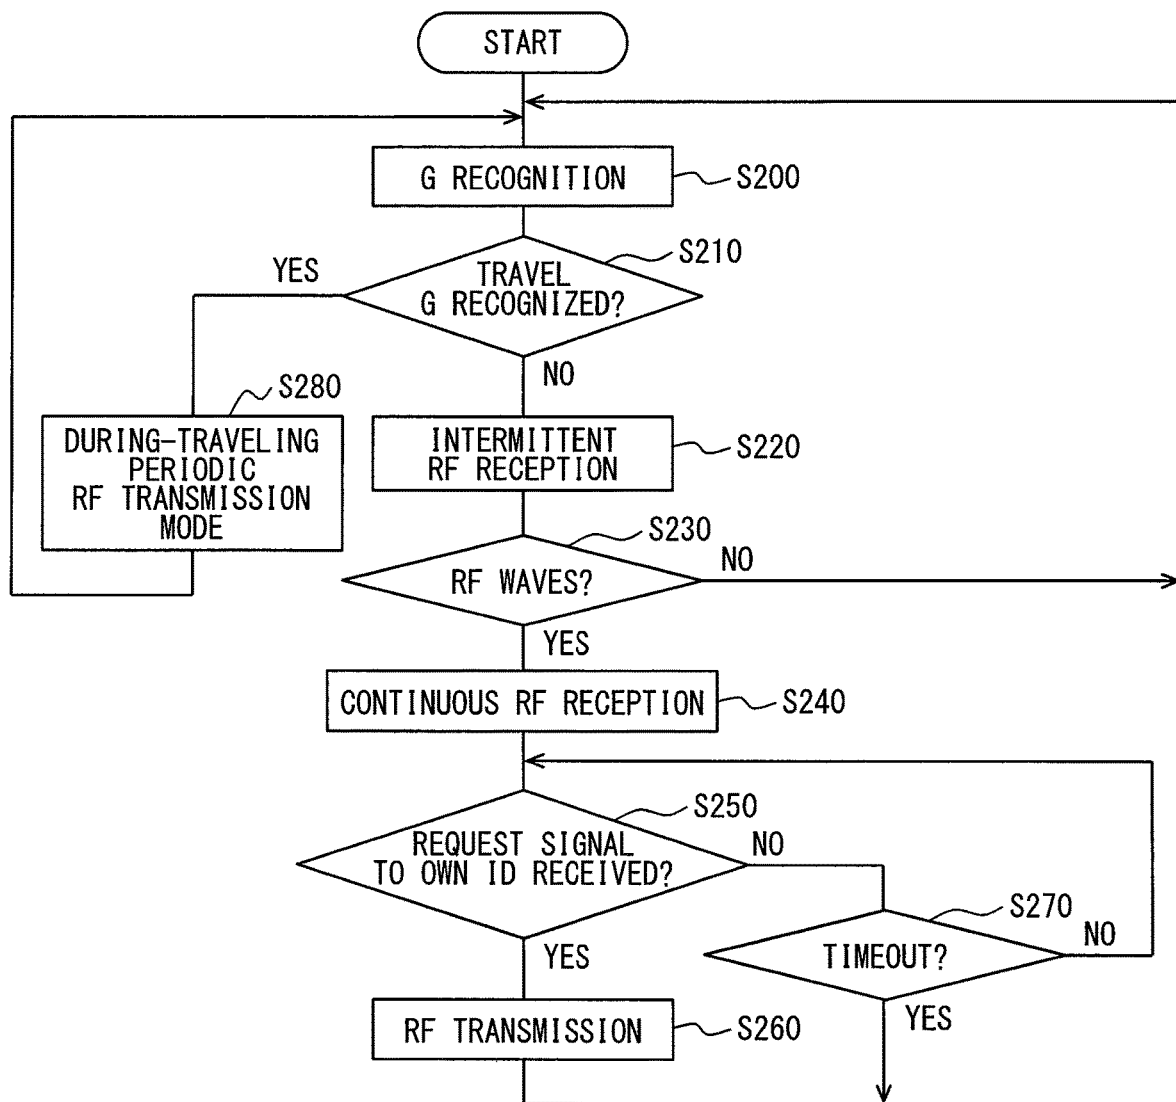 START
G RECOGNITION
S200
S210
YES
TRAVEL
G RECOGNIZED?
NO
S280
DURING-TRAVELING
PERIODIC
RF TRANSMISSION
MODE
INTERMITTENT
RF RECEPTION
S220
S230
NO
RF WAVES?
YES
CONTINUOUS RF RECEPTION
S240
S250
REQUEST SIGNAL
TO OWN ID RECEIVED?
NO
S270
YES
TIMEOUT?
NO
RF TRANSMISSION
S260
YES